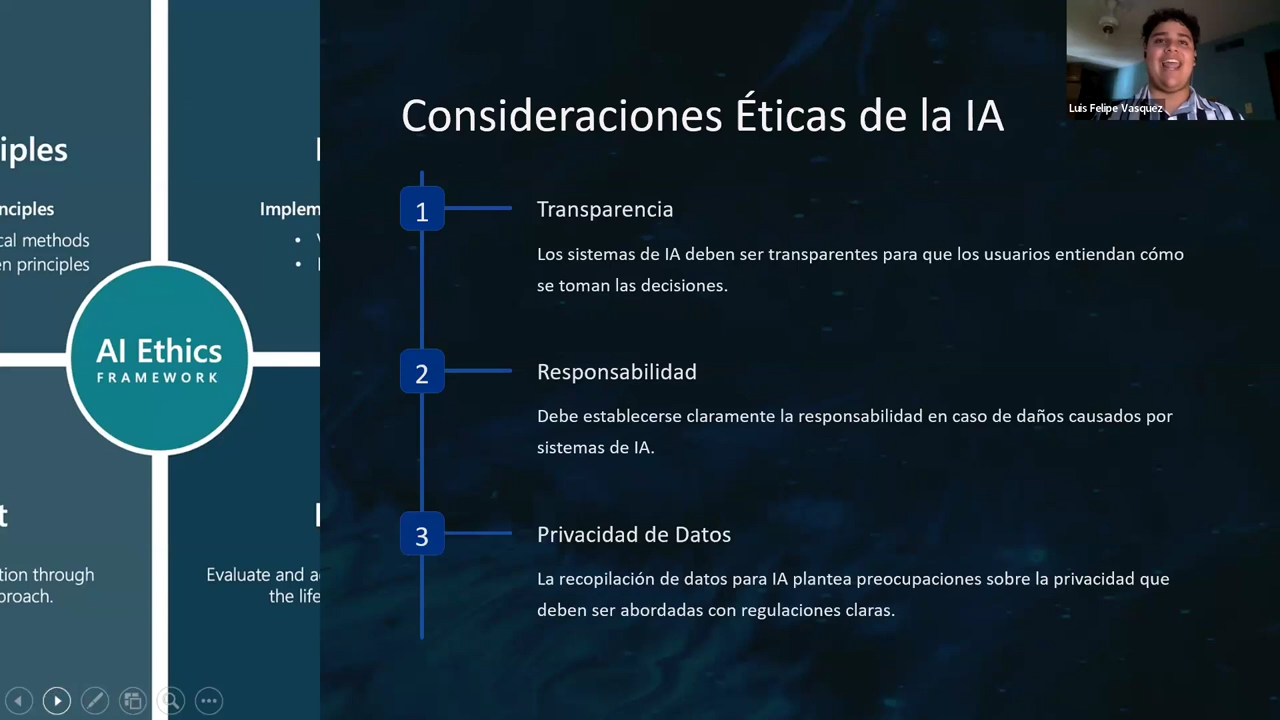 Consideraciones Éticas de la IA
Luis Felipe Vasquez
1
Transparencia
Los sistemas de IA deben ser transparentes para que los usuarios entiendan cómo
se toman las decisiones.
2
Responsabilidad
Debe establecerse claramente la responsabilidad en caso de daños causados por
sistemas de IA.
3
Privacidad de Datos
La recopilación de datos para IA plantea preocupaciones sobre la privacidad que
deben ser abordadas con regulaciones claras.
iples
nciples
cal methods
en principles
Implem
AI Ethics
FRAMEWORK
t
tion through
proach.
Evaluate and a
the life